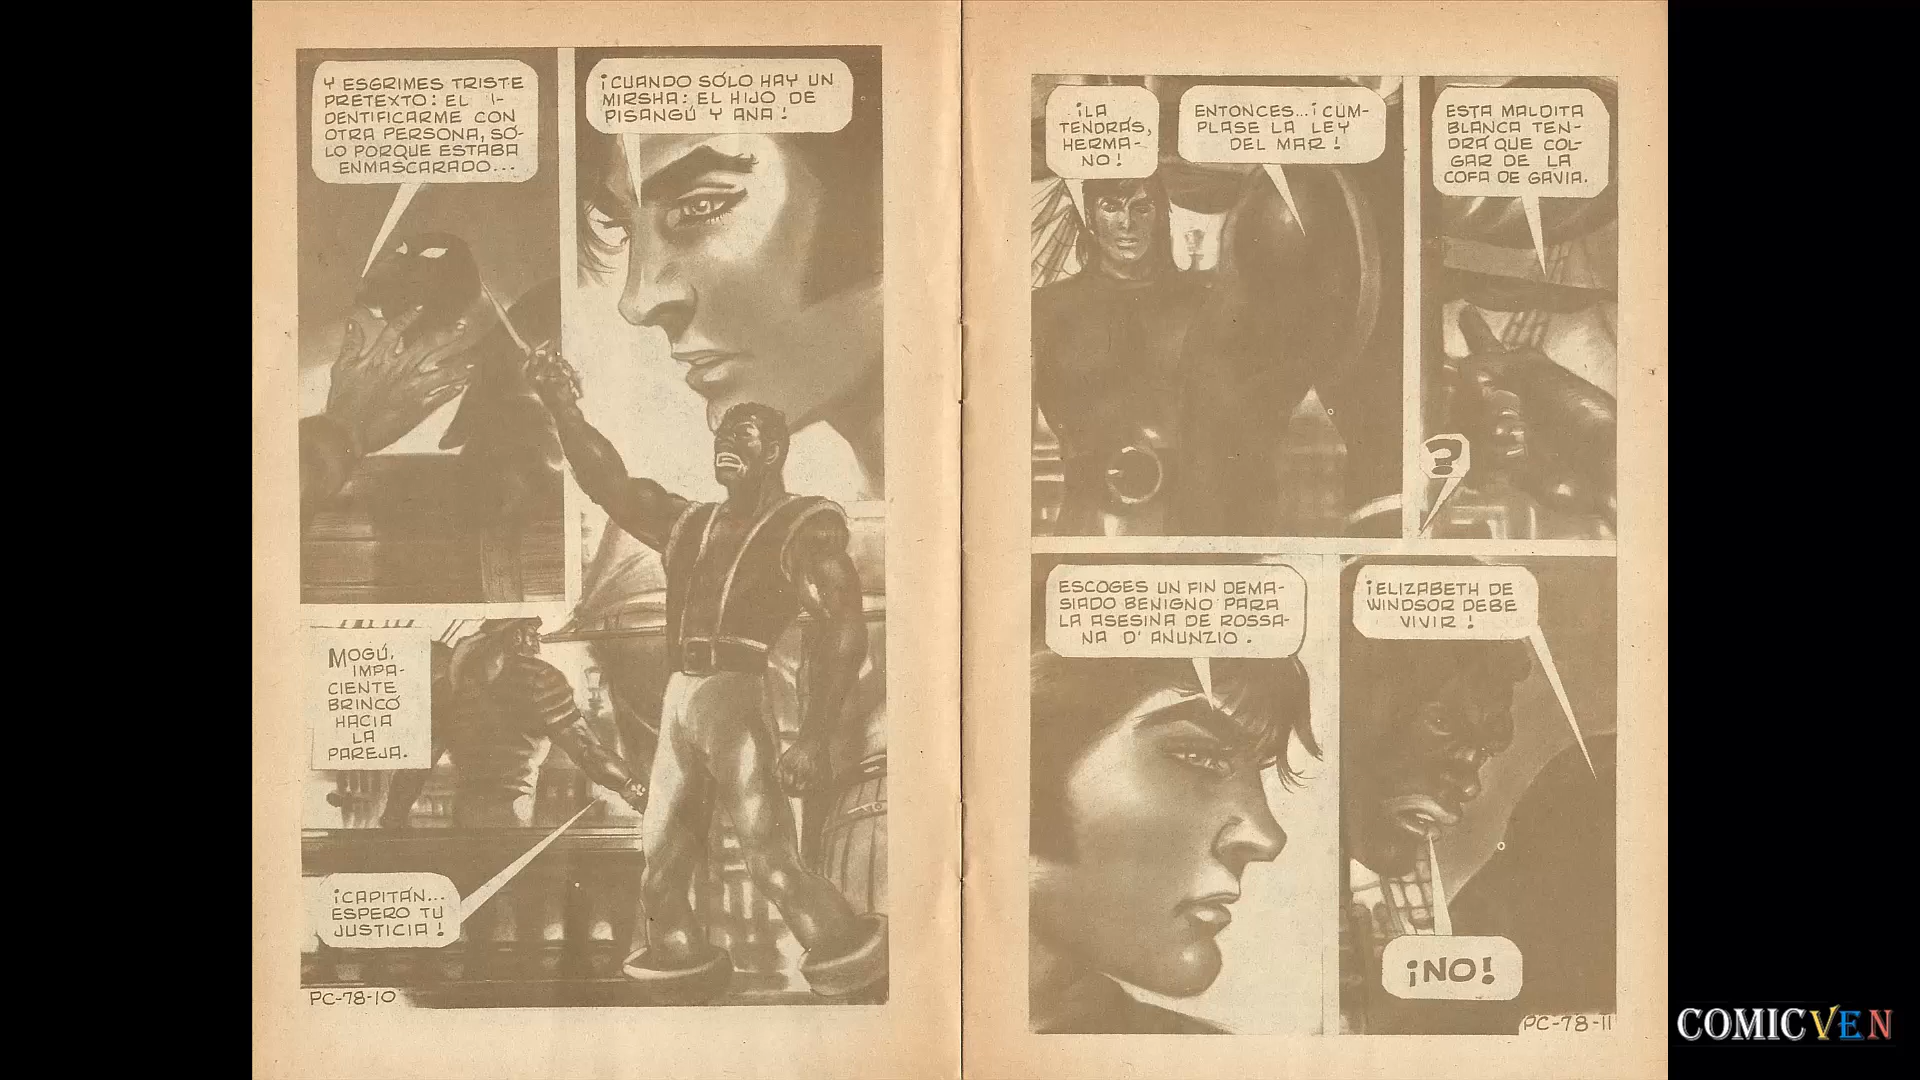 Y ESGRIMES TRISTE
PRETEXTO: EL I-
DENTIFICARME CON
OTRA PERSONA, SÓ-
LO PORQUE ESTABA
ENMASCARADO...
¡CUANDO SÓLO HAY UN
MIRSHA: EL HIJO DE
PISANGÚ Y ANA!
MOGÚ,
IMPA-
CIENTE
BRINCÓ
HACIA
LA
PAREJA.
¡CAPITÁN...
ESPERO TU
JUSTICIA!
PC-78-10
¡LA
TENDRÁS,
HERMA-
NO!
ENTONCES...¡CÚM-
PLASE LA LEY
DEL MAR!
ESTA MALDITA
BLANCA TEN-
DRÁ QUE COL-
GAR DE LA
COFA DE GAVIA.
?
ESCOGES UN FIN DEMA-
SIADO BENIGNO PARA
LA ASESINA DE ROSSA-
NA D'ANUNZIO.
¡ELIZABETH DE
WINDSOR DEBE
VIVIR!
¡NO!
PC-78-11
COMICVEN